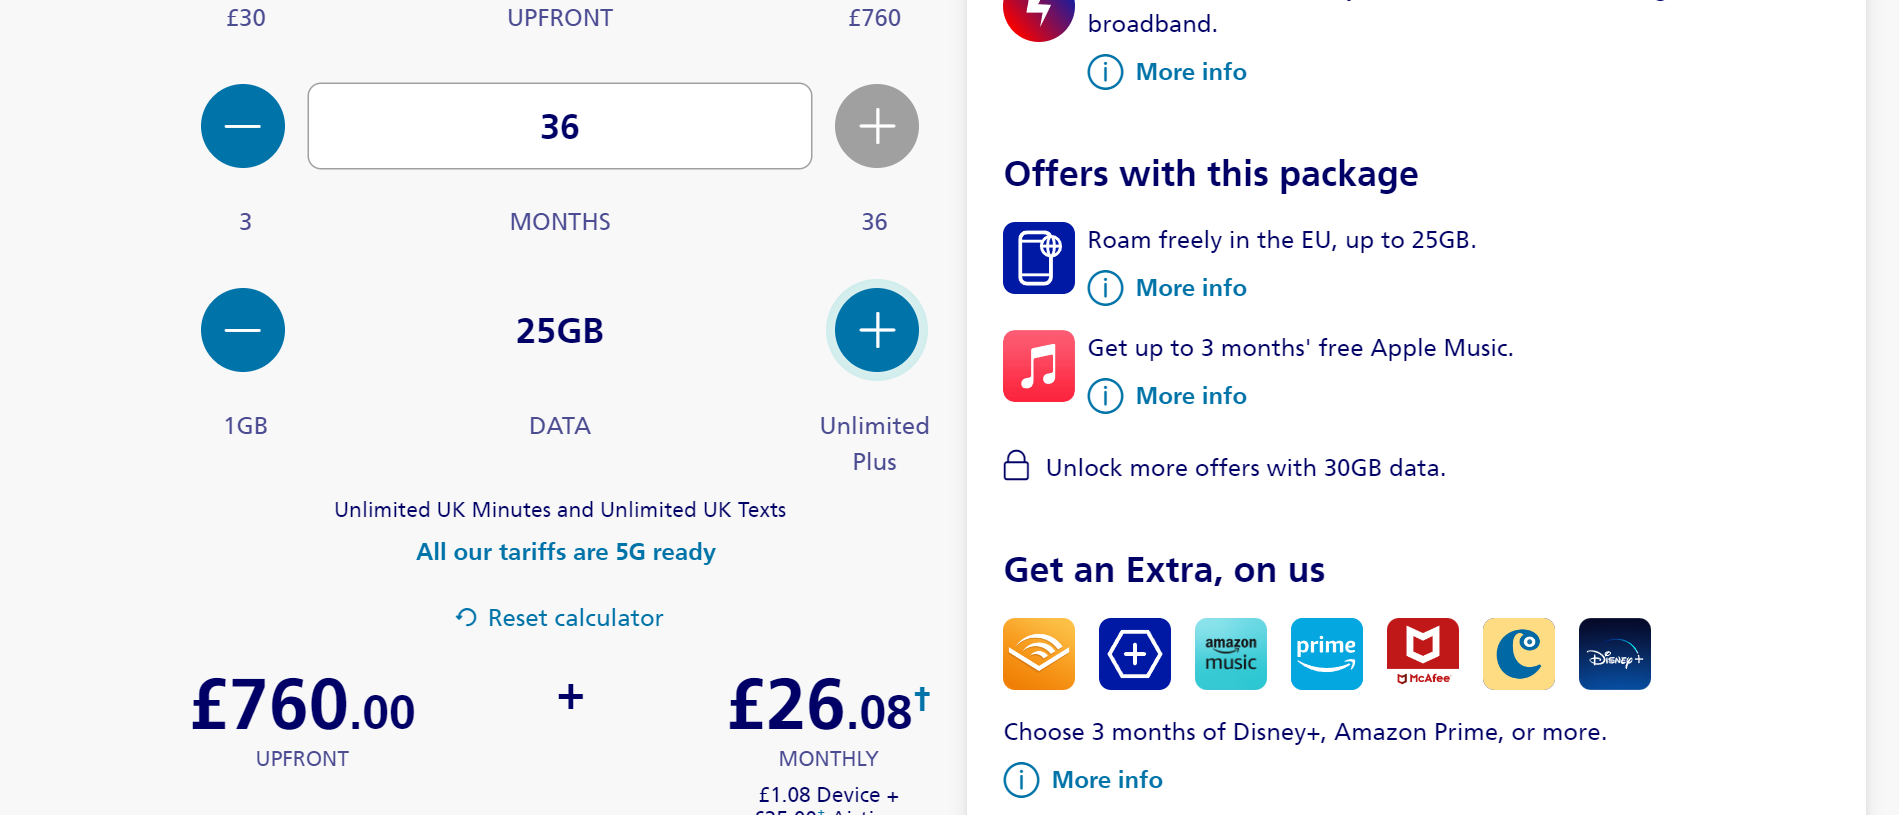 £30
UPFRONT
£760
36
3
MONTHS
36
25GB
1GB
DATA
Unlimited
Plus
Unlimited UK Minutes and Unlimited UK Texts
All our tariffs are 5G ready
Reset calculator
£760.00
+
£26.08†
UPFRONT
MONTHLY
£1.08 Device +
broadband.
More info
Offers with this package
Roam freely in the EU, up to 25GB.
More info
Get up to 3 months' free Apple Music.
More info
Unlock more offers with 30GB data.
Get an Extra, on us
amazon
music
prime
McAfee
Disney+
Choose 3 months of Disney+, Amazon Prime, or more.
More info